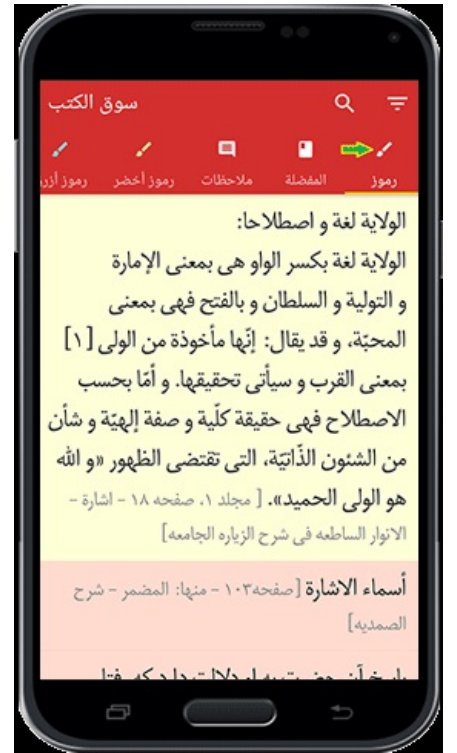 سوق الكتب
رموز
المفضلة
ملاحظات
رموز أخضر
رموز أزر
الولاية لغة و اصطلاحا:
الولاية لغة بكسر الواو هى بمعنى الإمارة
و التولية و السلطان و بالفتح فهى بمعنى
المحبّة، و قد يقال: إنّها مأخوذة من الولى [١]
بمعنى القرب و سيأتى تحقيقها. و أمّا بحسب
الاصطلاح فهى حقيقة كلّية و صفة إلهيّة و شأن
من الشئون الذّاتيّة، التى تقتضى الظهور «و الله
هو الولى الحميد». [ مجلد ١، صفحه ١٨ - اشارة -
الانوار الساطعه فى شرح الزياره الجامعه]
أسماء الاشارة [صفحه١٠٣ - منها: المضمر - شرح
الصمديه]